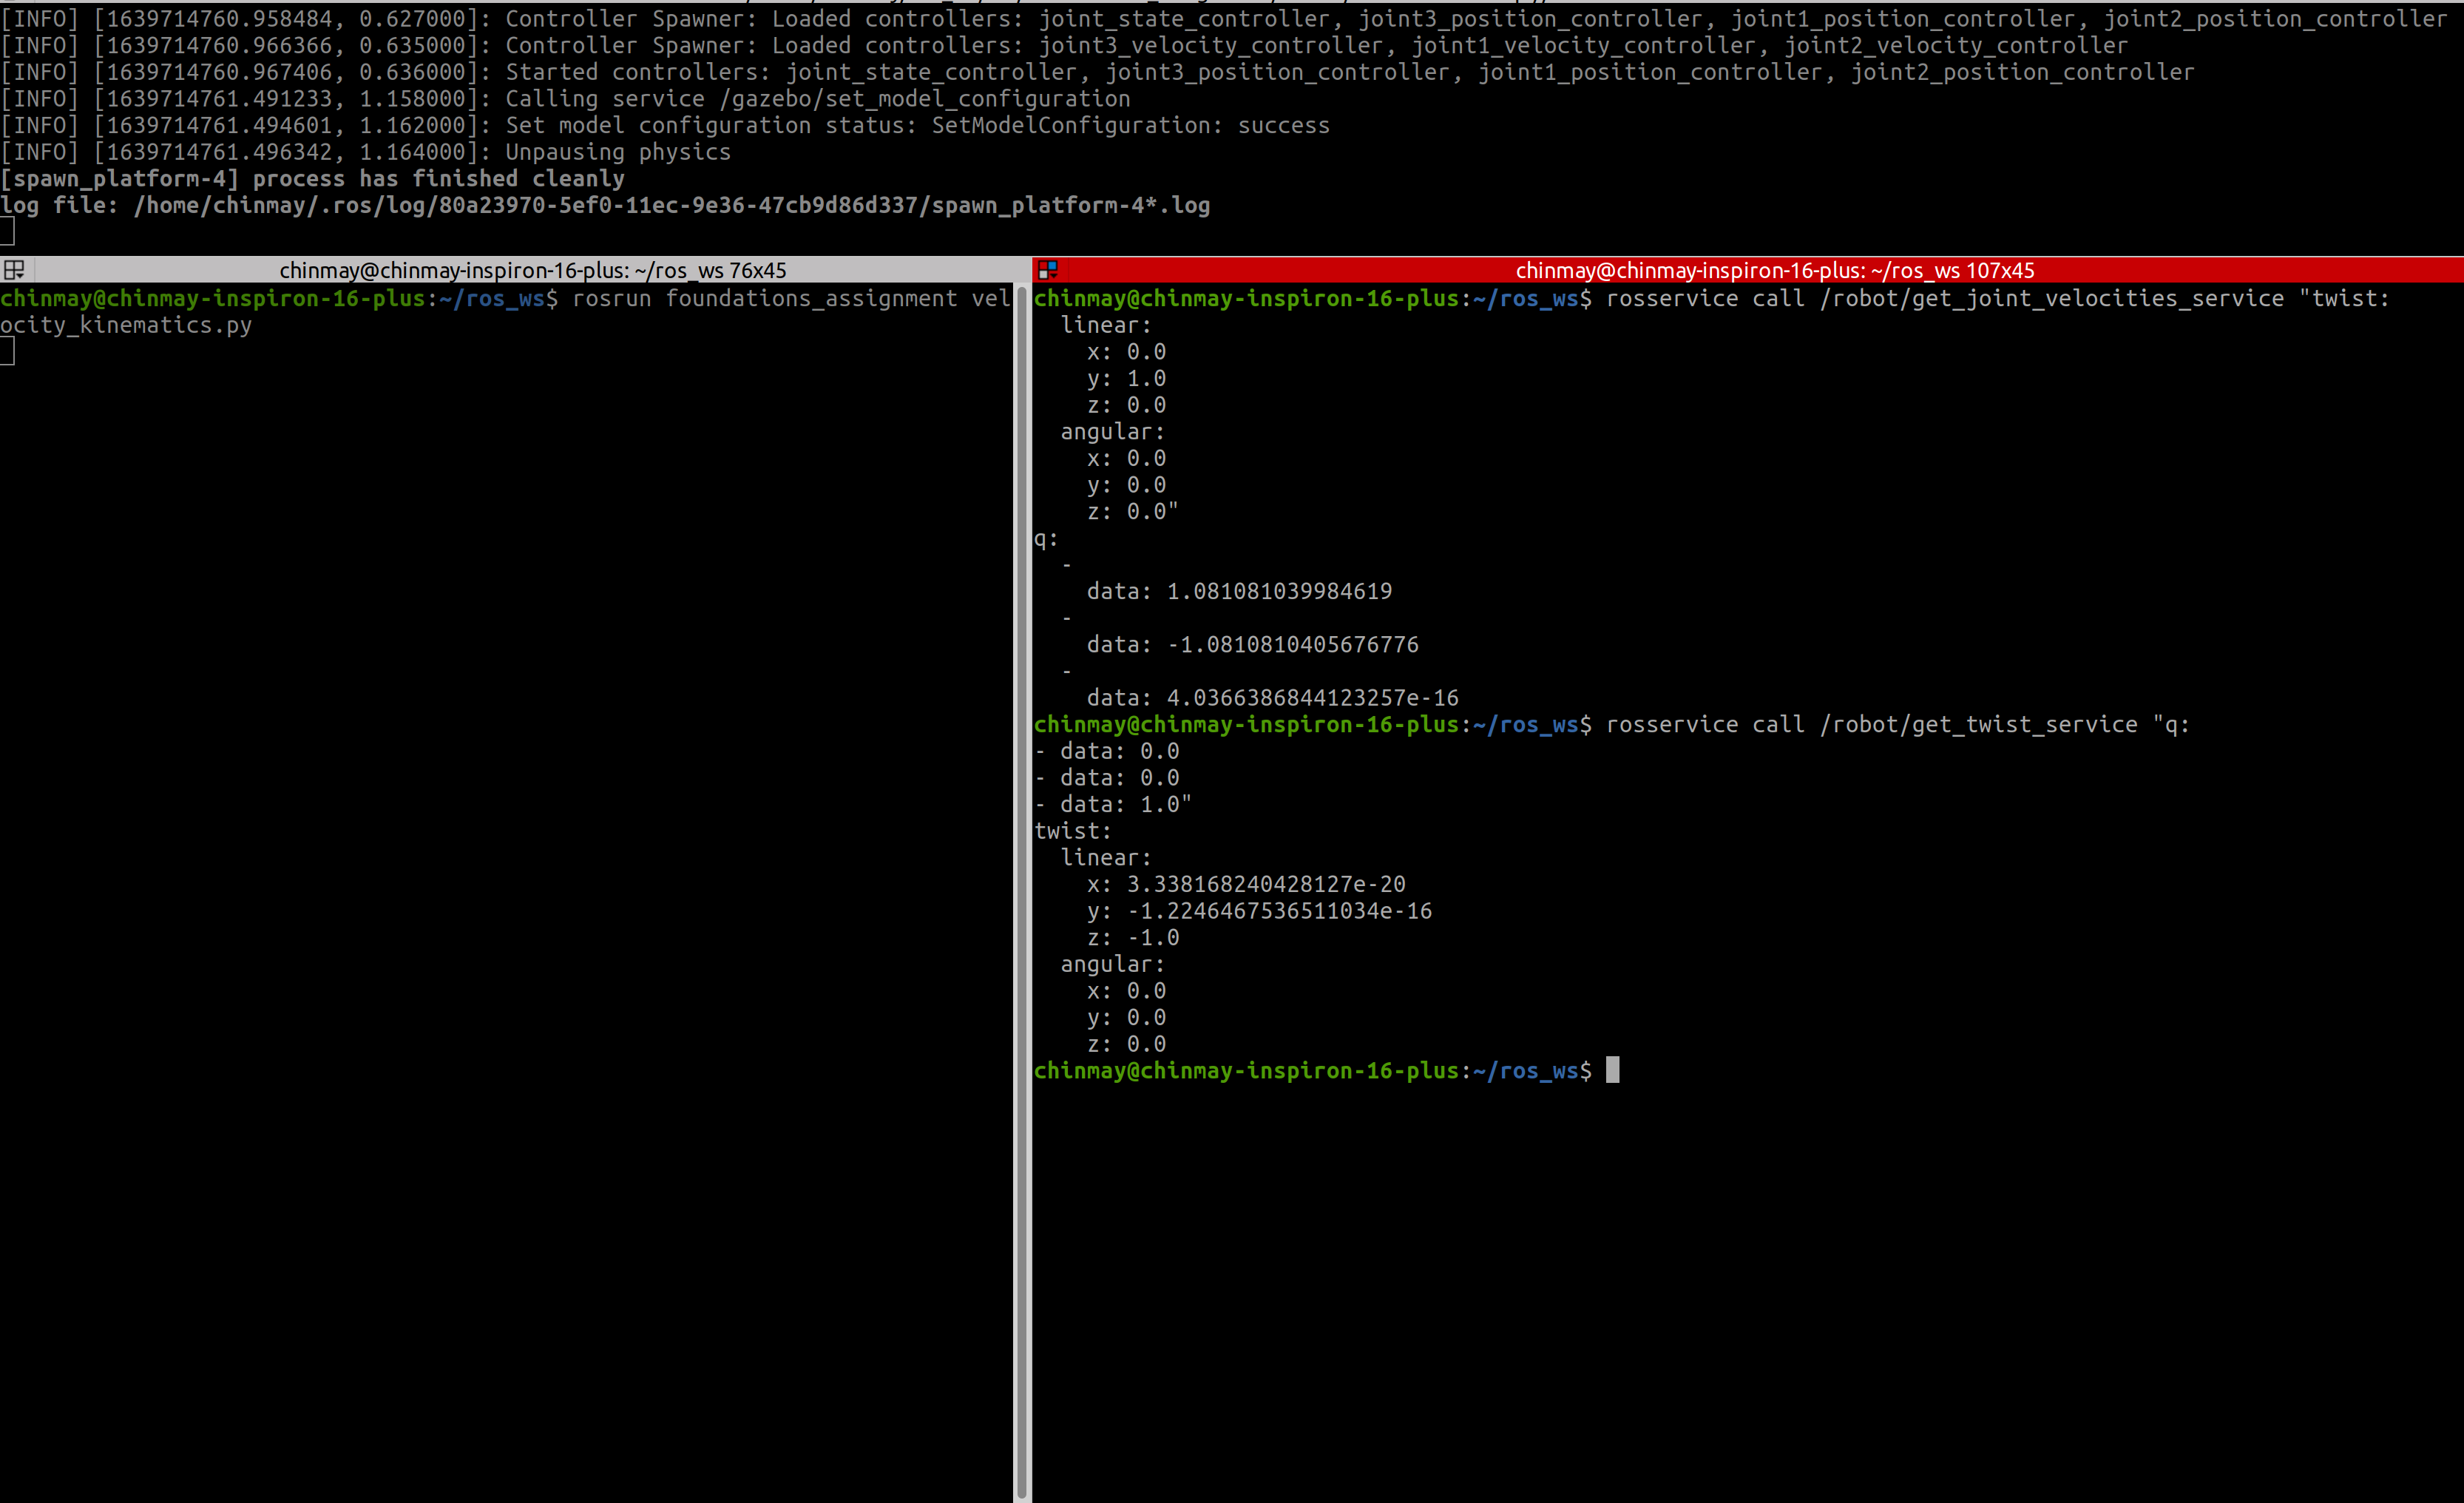 [INFO] [1639714760.958484, 0.627000]: Controller Spawner: Loaded controllers: joint_state_controller, joint3_position_controller, joint1_position_controller, joint2_position_controller
[INFO] [1639714760.966366, 0.635000]: Controller Spawner: Loaded controllers: joint3_velocity_controller, joint1_velocity_controller, joint2_velocity_controller
[INFO] [1639714760.967406, 0.636000]: Started controllers: joint_state_controller, joint3_position_controller, joint1_position_controller, joint2_position_controller
[INFO] [1639714761.491233, 1.158000]: Calling service /gazebo/set_model_configuration
[INFO] [1639714761.494601, 1.162000]: Set model configuration status: SetModelConfiguration: success
[INFO] [1639714761.496342, 1.164000]: Unpausing physics
[spawn_platform-4] process has finished cleanly
log file: /home/chinmay/.ros/log/80a23970-5ef0-11ec-9e36-47cb9d86d337/spawn_platform-4*.log
chinmay@chinmay-inspiron-16-plus: ~/ros_ws 76x45
chinmay@chinmay-inspiron-16-plus:~/ros_ws$ rosrun foundations_assignment vel
ocity_kinematics.py
chinmay@chinmay-inspiron-16-plus: ~/ros_ws 107x45
chinmay@chinmay-inspiron-16-plus:~/ros_ws$ rosservice call /robot/get_joint_velocities_service "twist:
  linear:
    x: 0.0
    y: 1.0
    z: 0.0
  angular:
    x: 0.0
    y: 0.0
    z: 0.0"
q:
  -
    data: 1.081081039984619
  -
    data: -1.0810810405676776
  -
    data: 4.0366386844123257e-16
chinmay@chinmay-inspiron-16-plus:~/ros_ws$ rosservice call /robot/get_twist_service "q:
- data: 0.0
- data: 0.0
- data: 1.0"
twist:
  linear:
    x: 3.338168240428127e-20
    y: -1.2246467536511034e-16
    z: -1.0
  angular:
    x: 0.0
    y: 0.0
    z: 0.0
chinmay@chinmay-inspiron-16-plus:~/ros_ws$